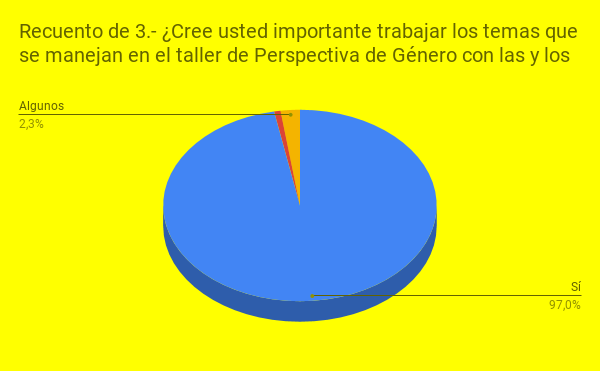 Recuento de 3.- ¿Cree usted importante trabajar los temas que
se manejan en el taller de Perspectiva de Género con las y los
Algunos
2,3%
Sí
97,0%